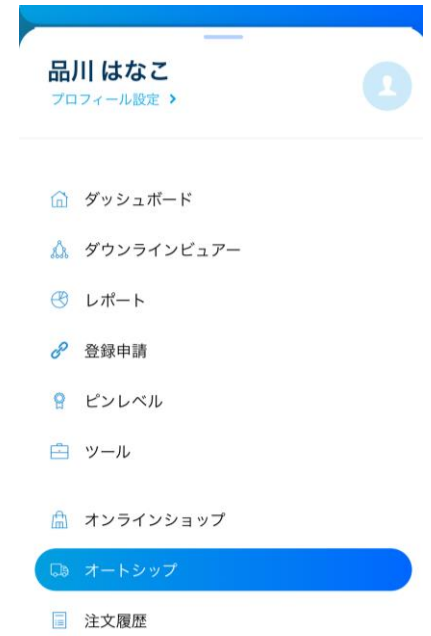 品川 はなこ
プロフィール設定 >
ダッシュボード
ダウンラインビュアー
レポート
登録申請
ピンレベル
ツール
オンラインショップ
オートシップ
注文履歴